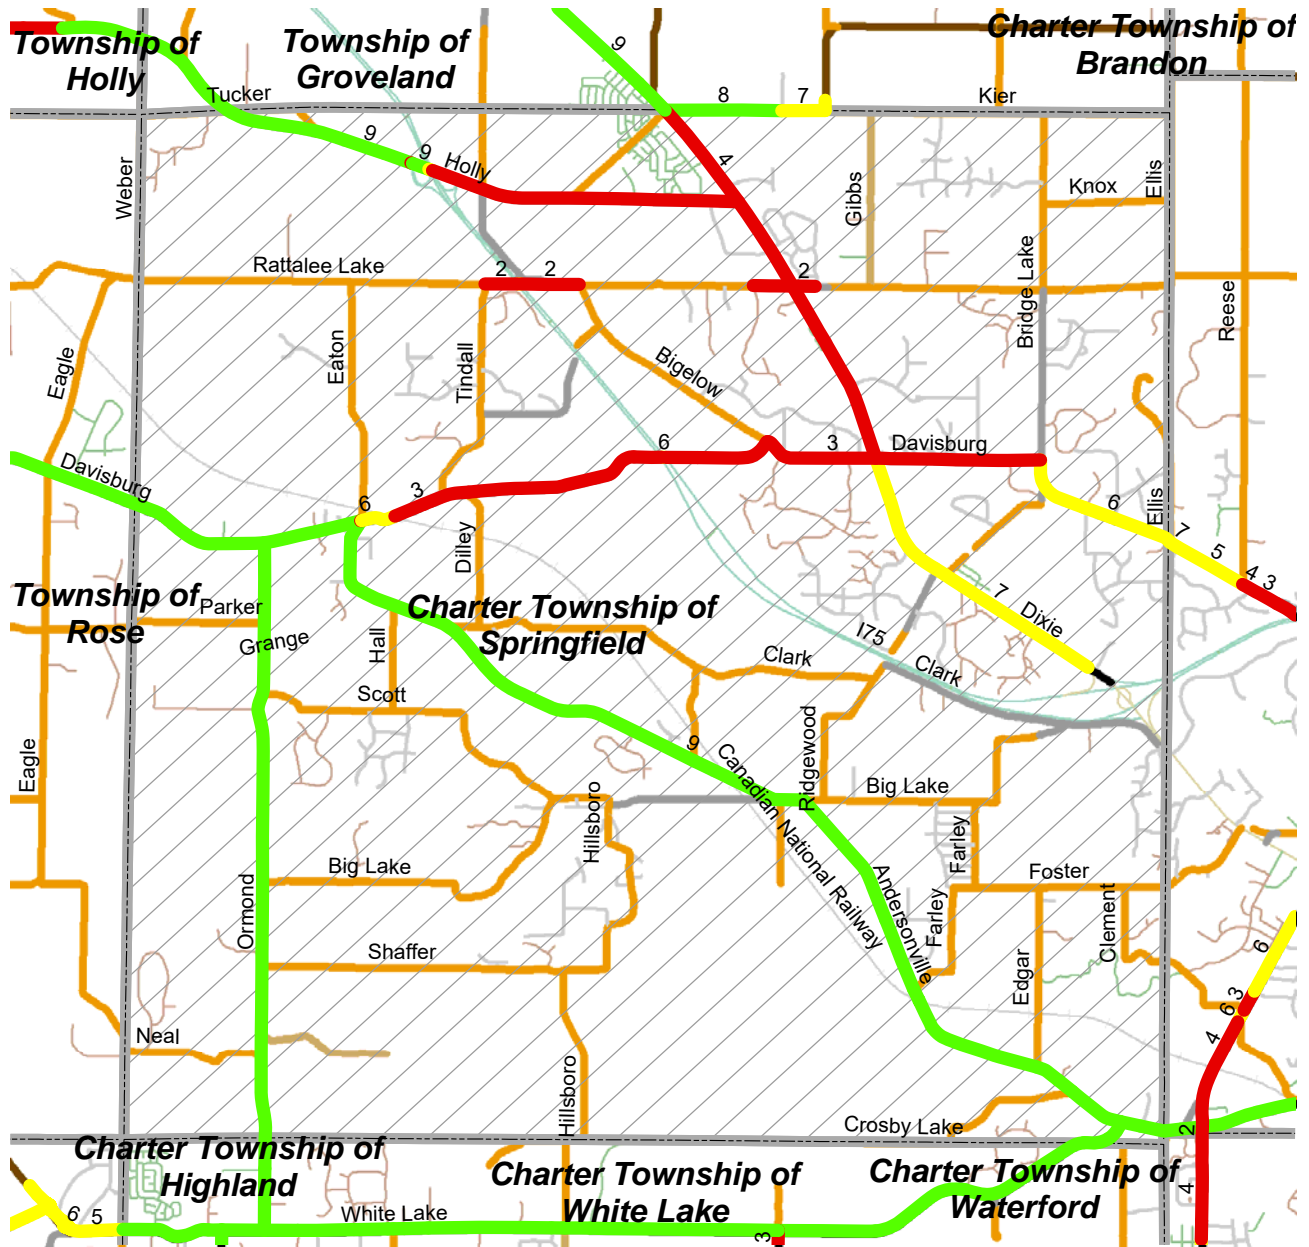 Township of
Holly
Township of
Groveland
Charter Township of
Brandon
9
8
7
Tucker
Kier
9
9
Holly
4
Weber
Gibbs
Knox
Ellis
Rattalee Lake
2
2
2
Bridge Lake
Reese
Eagle
Eaton
Tindall
Bigelow
6
3
Davisburg
Davisburg
6
3
6
Ellis
7
5
4
3
Dilley
7
Dixie
Township of
Rose
Parker
Grange
Charter Township of
Springfield
Hall
I75
Clark
Clark
Scott
Eagle
9
Canadian National Railway
Ridgewood
Big Lake
Hillsboro
Farley
Big Lake
Andersonville
Foster
Ormond
Farley
Clement
Shaffer
Edgar
6
3
6
4
Neal
Hillsboro
Crosby Lake
2
Charter Township of
Highland
Charter Township of
White Lake
Charter Township of
Waterford
4
6
5
White Lake
3